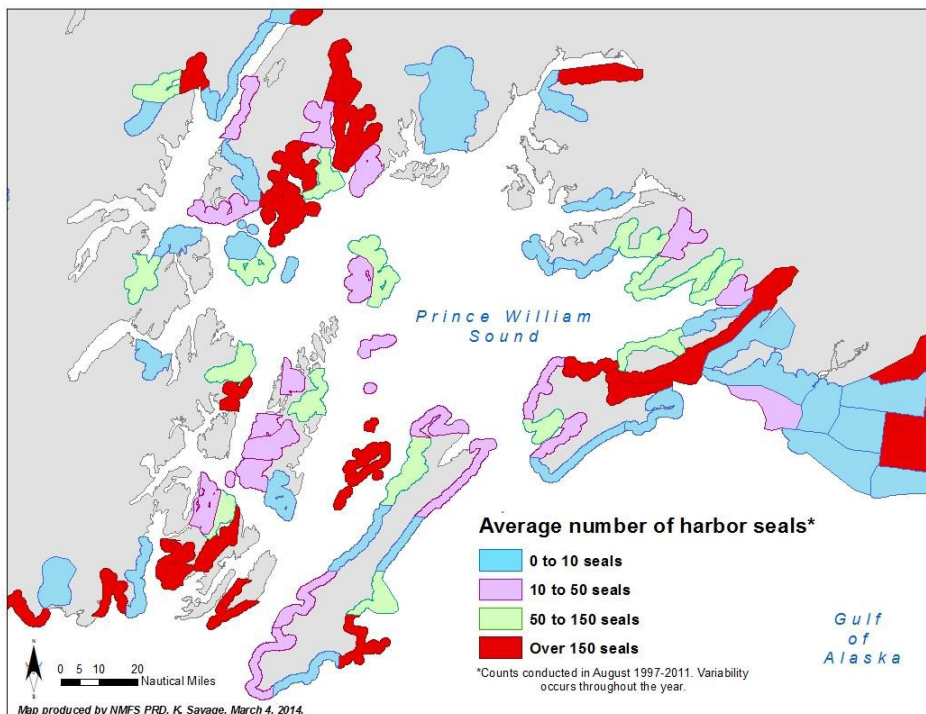 Prince William
Sound
Average number of harbor seals*
0 to 10 seals
10 to 50 seals
50 to 150 seals
Over 150 seals
*Counts conducted in August 1997-2011. Variability
occurs throughout the year.
Gulf
of
Alaska
N
S
0 5 10 20
Nautical Miles
Map produced by NMFS PRD, K. Savage, March 4, 2014.